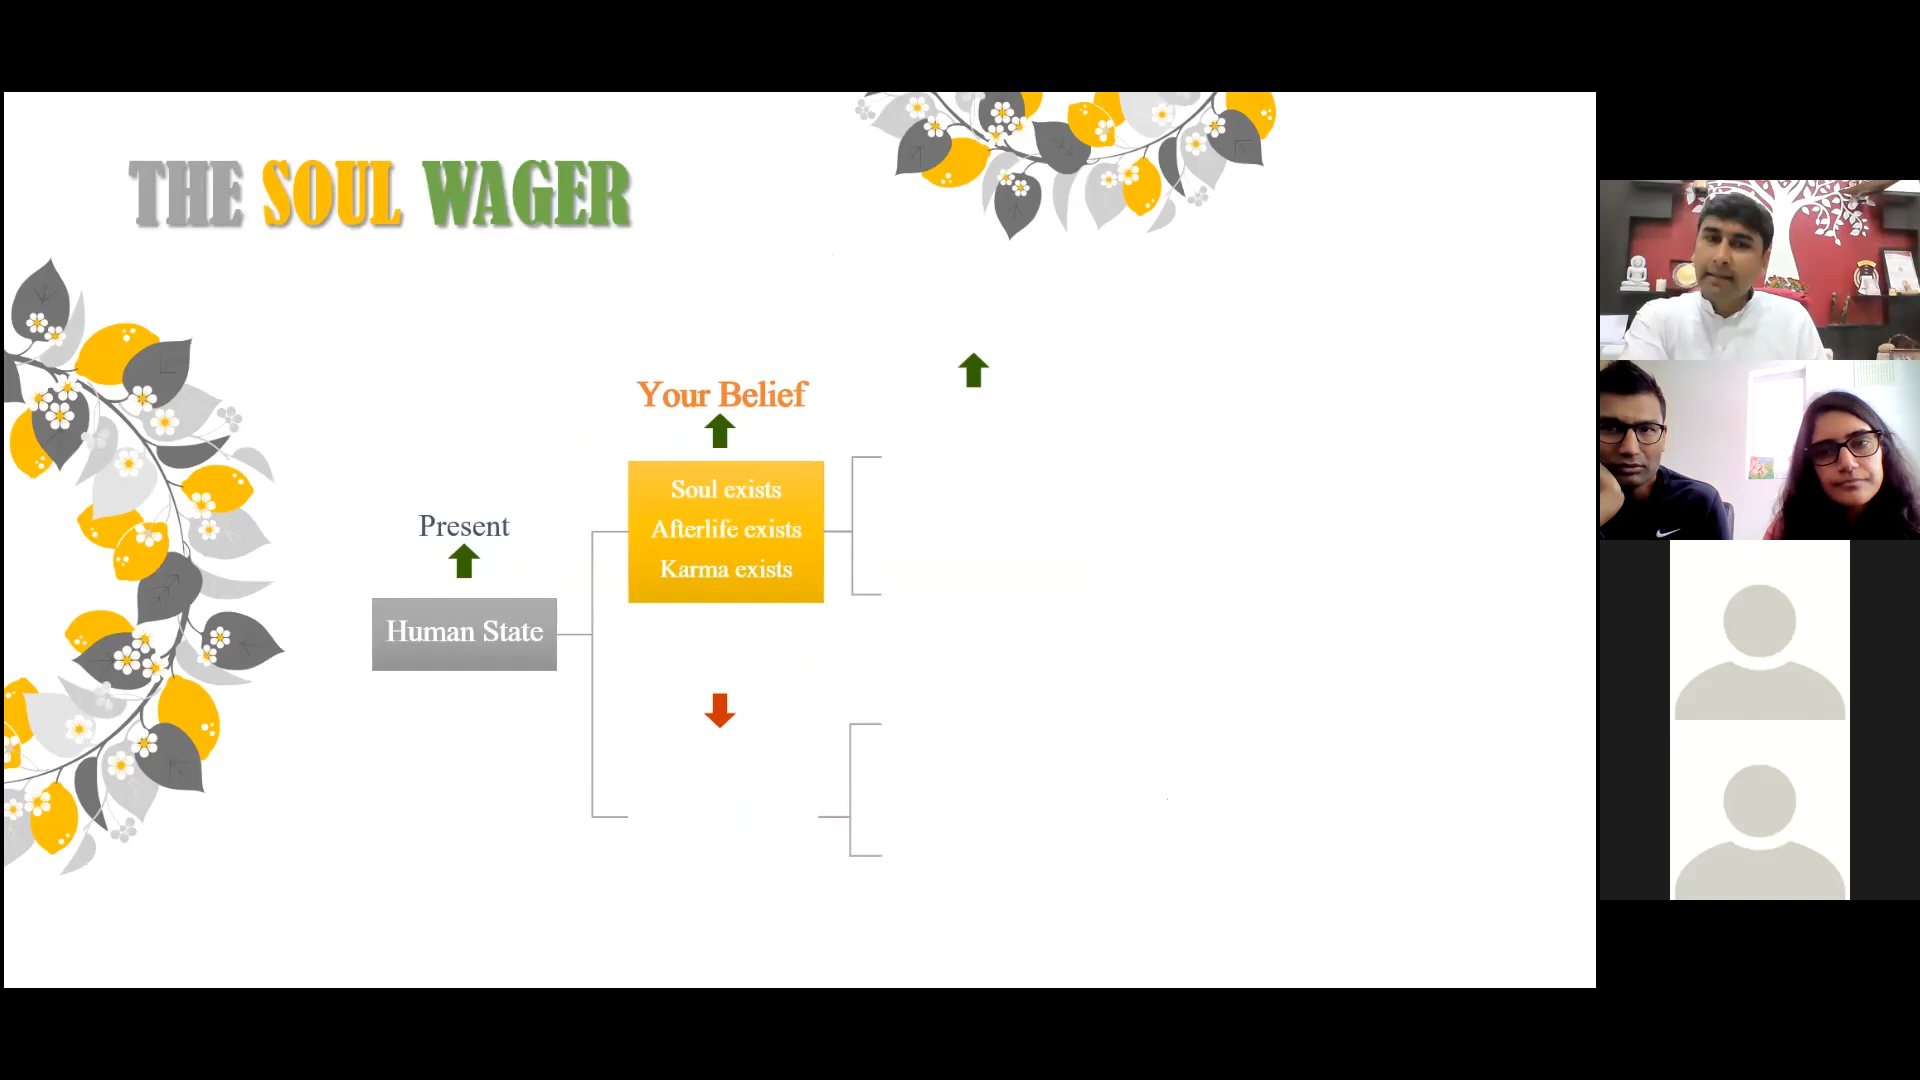 THE SOUL WAGER
Your Belief
Soul exists
Afterlife exists
Karma exists
Present
Human State